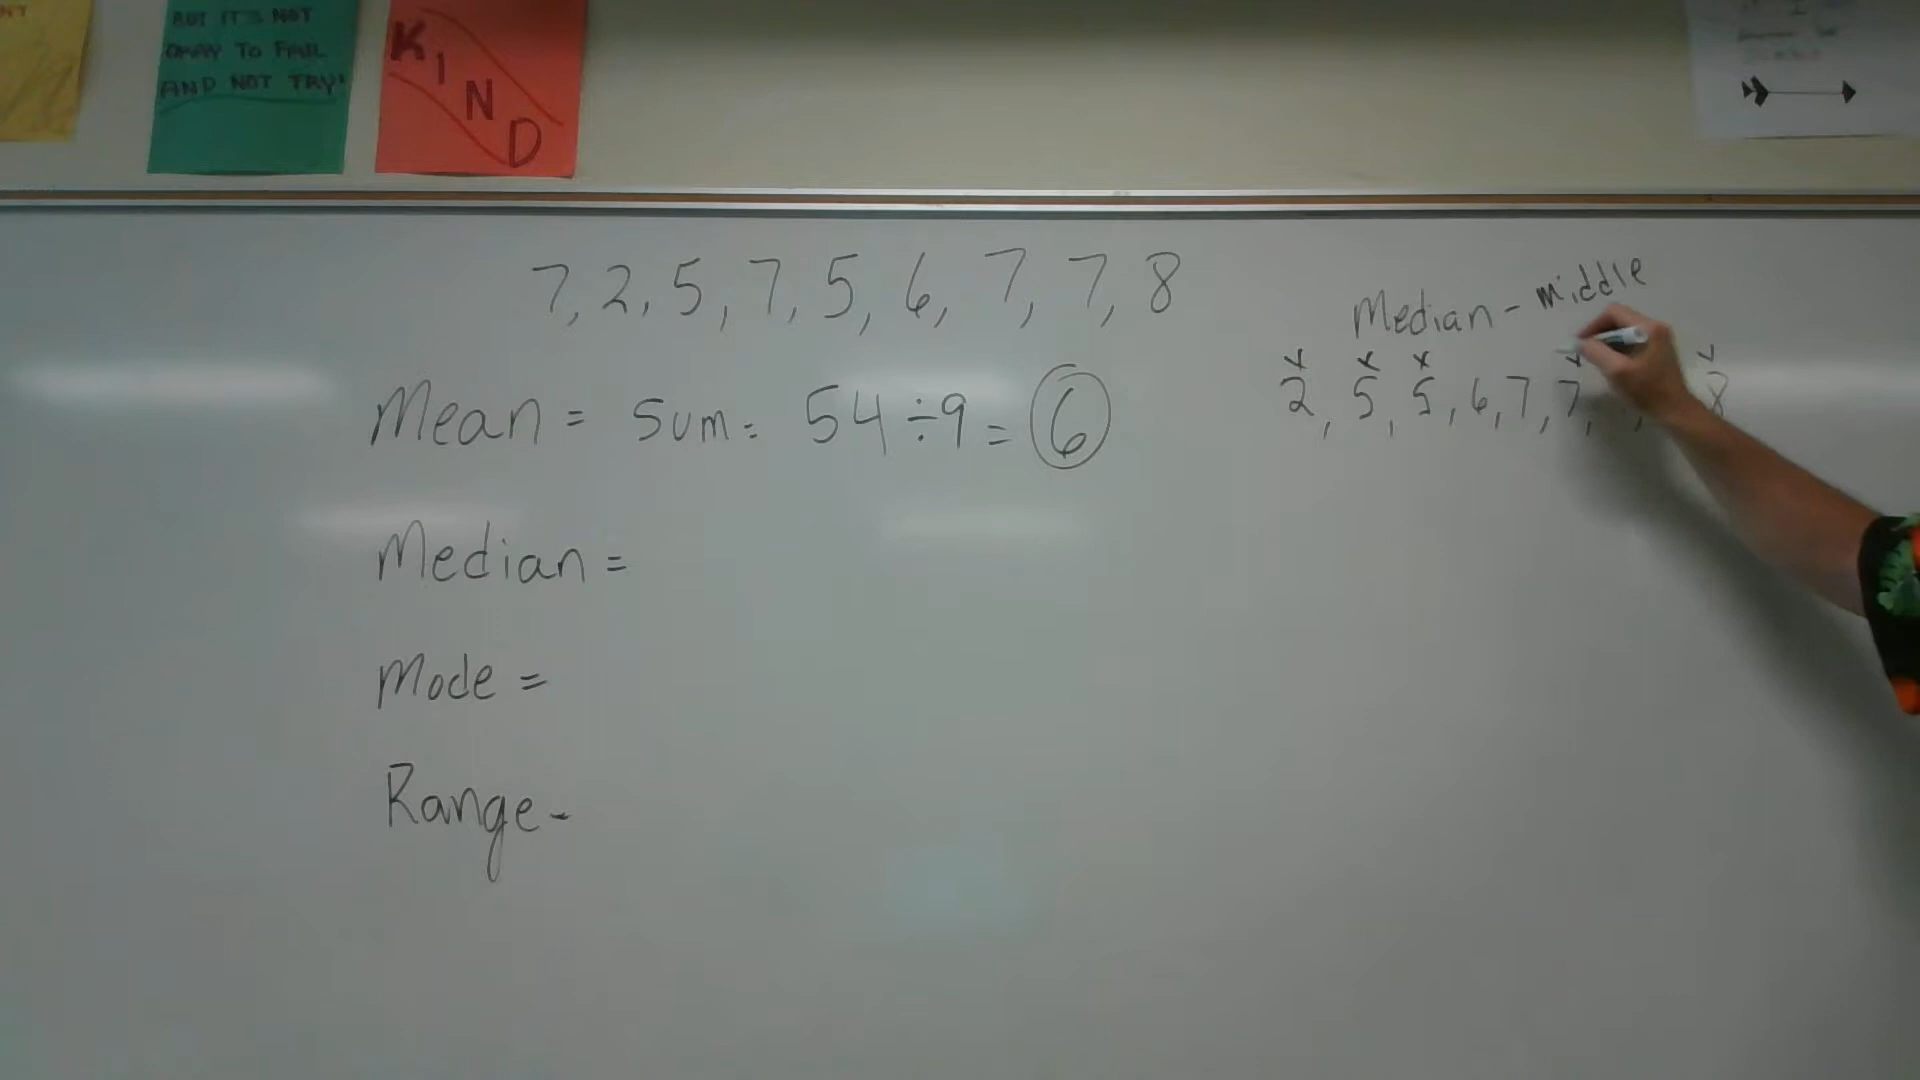 NT
BUT IT'S NOT
OKAY TO FAIL
AND NOT TRY!
KIND
7, 2, 5, 7, 5, 6, 7, 7, 8
Median - middle
x x x x x
2, 5, 5, 6, 7, 7, , 8
Mean = Sum = 54 ÷ 9 = 6
Median =
Mode =
Range -